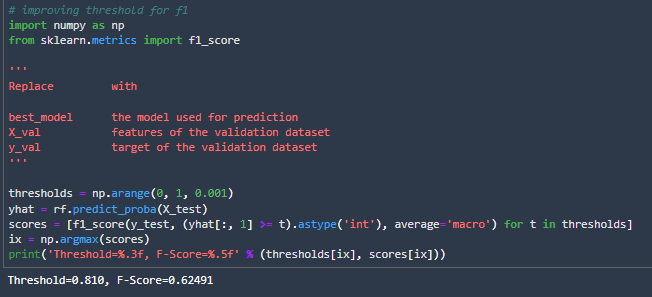 # improving threshold for f1
import numpy as np
from sklearn.metrics import f1_score
'''
Replace         with
best_model      the model used for prediction
X_val           features of the validation dataset
y_val           target of the validation dataset
'''
thresholds = np.arange(0, 1, 0.001)
yhat = rf.predict_proba(X_test)
scores = [f1_score(y_test, (yhat[:, 1] >= t).astype('int'), average='macro') for t in thresholds]
ix = np.argmax(scores)
print('Threshold=%.3f, F-Score=%.5f' % (thresholds[ix], scores[ix]))
Threshold=0.810, F-Score=0.62491